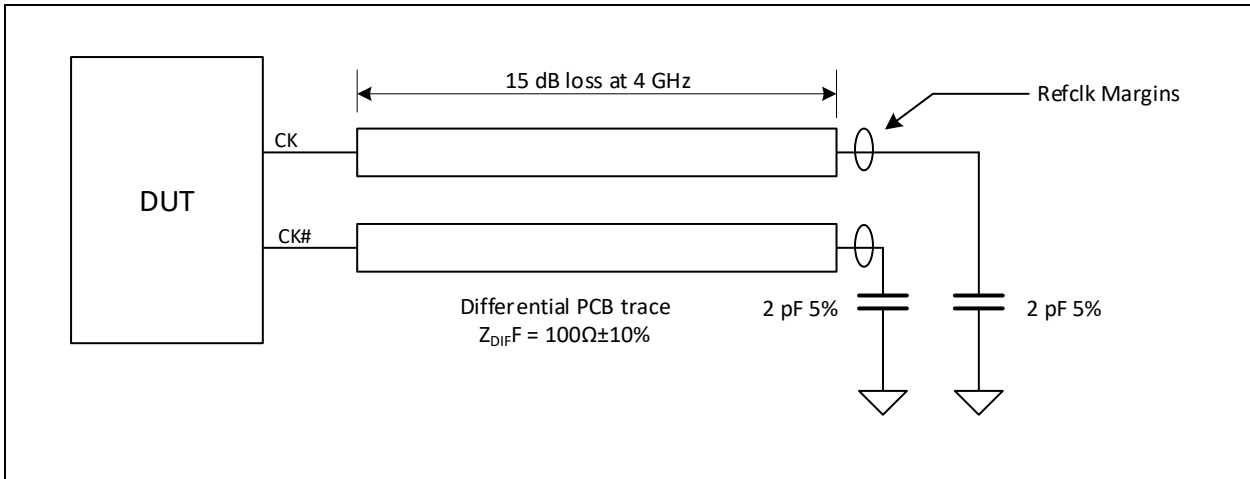 15 dB loss at 4 GHz
Refclk Margins
CK
DUT
CK#
Differential PCB trace
Z_DIFF = 100Ω±10%
2 pF 5%
2 pF 5%